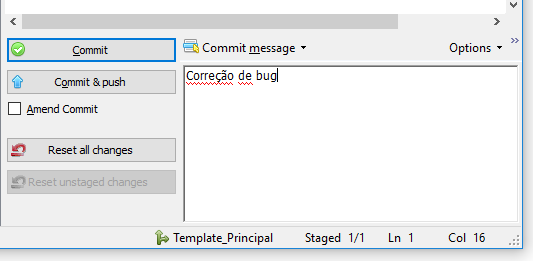 Commit
Commit message
Options
Commit & push
Correção de bug
Amend Commit
Reset all changes
Reset unstaged changes
Template_Principal Staged 1/1 Ln 1 Col 16